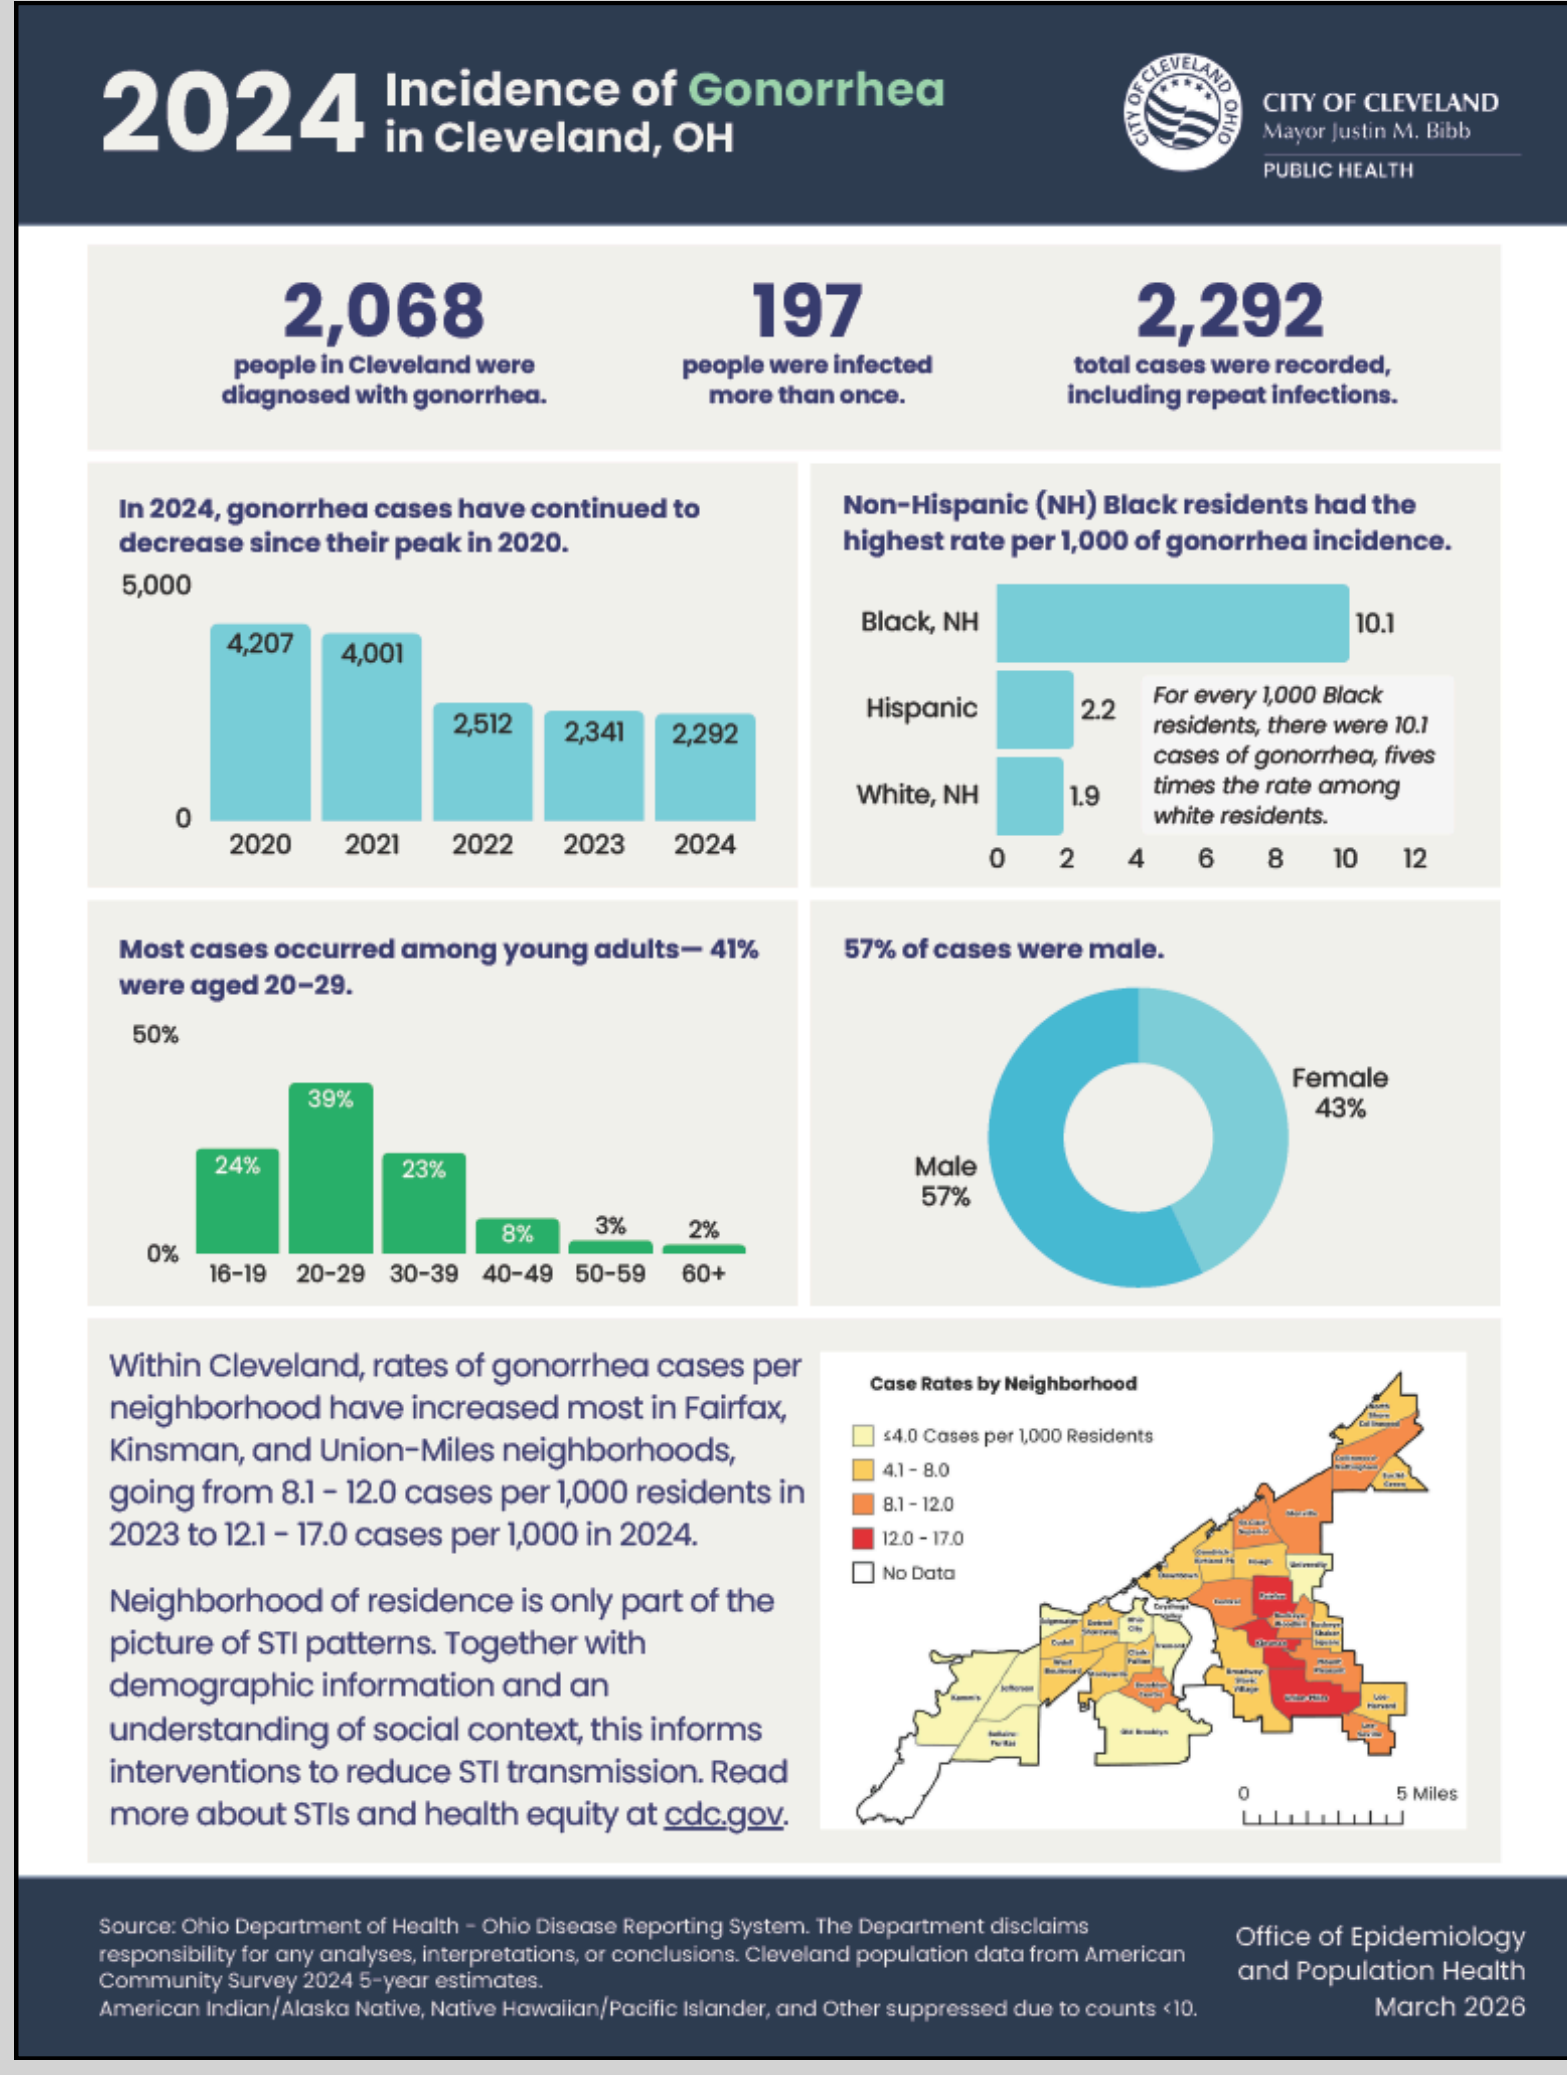 2024 Incidence of Gonorrhea
in Cleveland, OH
CITY OF CLEVELAND OHIO
CITY OF CLEVELAND
Mayor Justin M. Bibb
PUBLIC HEALTH
2,068
people in Cleveland were
diagnosed with gonorrhea.
197
people were infected
more than once.
2,292
total cases were recorded,
including repeat infections.
In 2024, gonorrhea cases have continued to
decrease since their peak in 2020.
5,000
4,207
4,001
2,512
2,341
2,292
0
2020 2021 2022 2023 2024
Non-Hispanic (NH) Black residents had the
highest rate per 1,000 of gonorrhea incidence.
Black, NH 10.1
Hispanic 2.2
White, NH 1.9
For every 1,000 Black
residents, there were 10.1
cases of gonorrhea, fives
times the rate among
white residents.
0 2 4 6 8 10 12
Most cases occurred among young adults— 41%
were aged 20-29.
50%
39%
24%
23%
8%
3%
2%
0%
16-19 20-29 30-39 40-49 50-59 60+
57% of cases were male.
Female
43%
Male
57%
Within Cleveland, rates of gonorrhea cases per
neighborhood have increased most in Fairfax,
Kinsman, and Union-Miles neighborhoods,
going from 8.1 - 12.0 cases per 1,000 residents in
2023 to 12.1 - 17.0 cases per 1,000 in 2024.
Neighborhood of residence is only part of the
picture of STI patterns. Together with
demographic information and an
understanding of social context, this informs
interventions to reduce STI transmission. Read
more about STIs and health equity at cdc.gov.
Case Rates by Neighborhood
≤4.0 Cases per 1,000 Residents
4.1 - 8.0
8.1 - 12.0
12.0 - 17.0
No Data
Hough
University
Downtown
Ohio
City
Tremont
Cudell
West
Boulevard
Jefferson
Old Brooklyn
0 5 Miles
Source: Ohio Department of Health - Ohio Disease Reporting System. The Department disclaims
responsibility for any analyses, interpretations, or conclusions. Cleveland population data from American
Community Survey 2024 5-year estimates.
American Indian/Alaska Native, Native Hawaiian/Pacific Islander, and Other suppressed due to counts <10.
Office of Epidemiology
and Population Health
March 2026